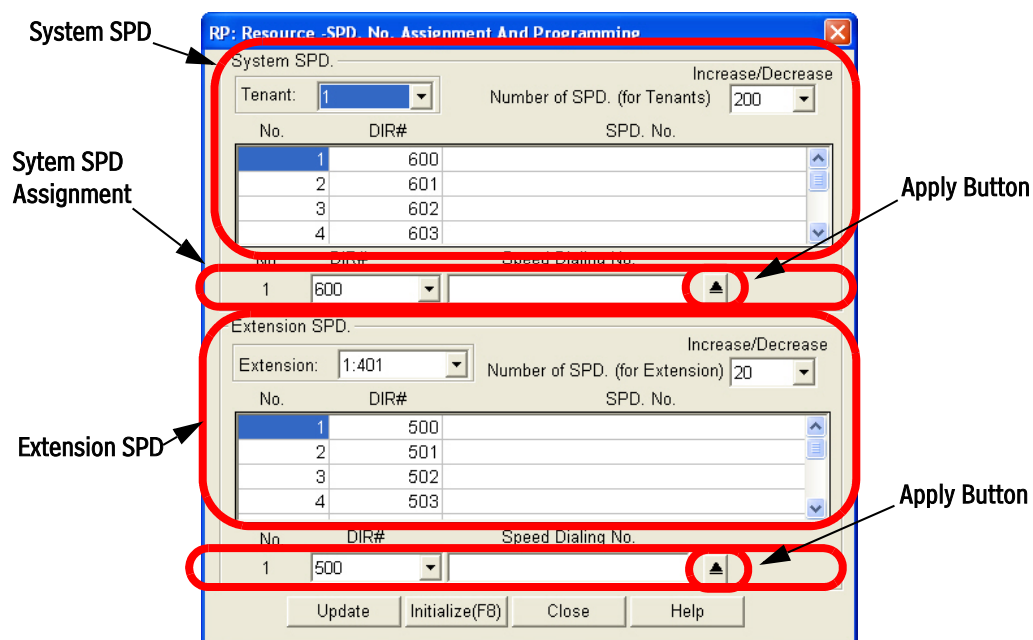 System SPD
RP: Resource -SPD. No. Assignment And Programming
System SPD.
Increase/Decrease
Tenant: 1 Number of SPD. (for Tenants) 200
No. DIR# SPD. No.
1 600
2 601
3 602
4 603
Sytem SPD
Assignment
Apply Button
No. DIR# Speed Dialing No.
1 600
Extension SPD.
Increase/Decrease
Extension: 1:401 Number of SPD. (for Extension) 20
No. DIR# SPD. No.
1 500
2 501
3 502
4 503
Extension SPD
Apply Button
No. DIR# Speed Dialing No.
1 500
Update Initialize(F8) Close Help